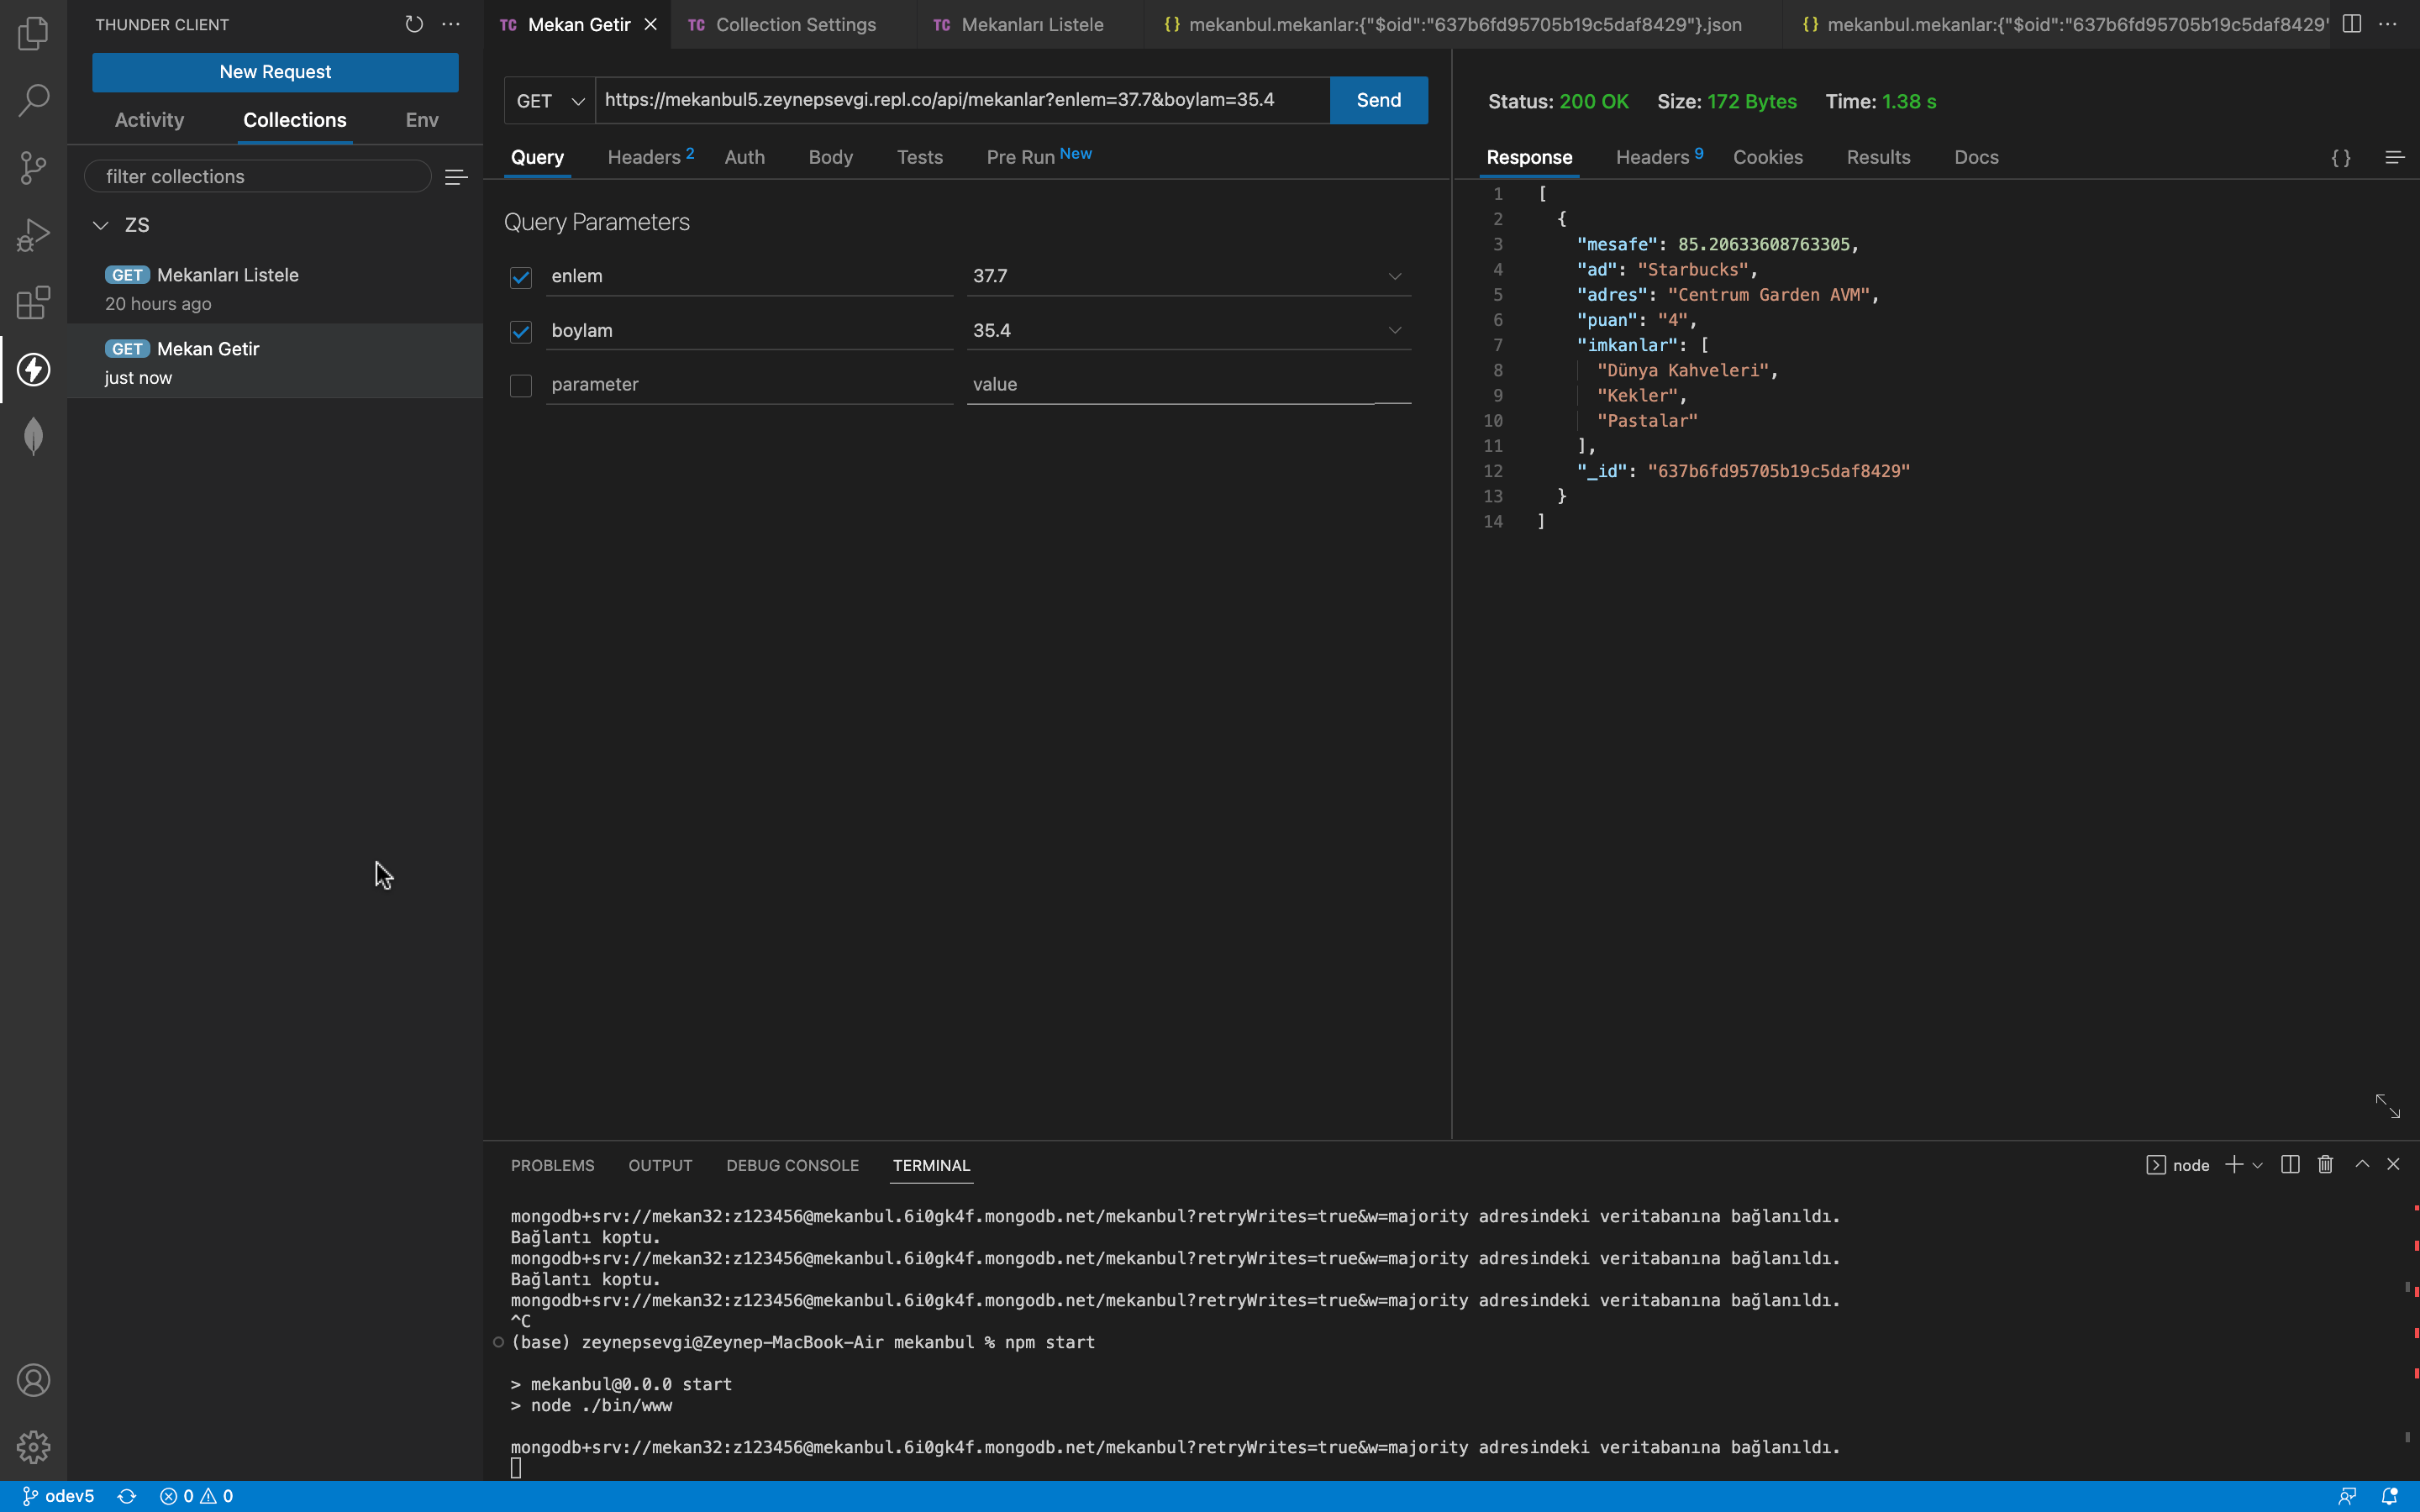 THUNDER CLIENT
New Request
Activity Collections Env
filter collections
ZS
GET Mekanları Listele
20 hours ago
GET Mekan Getir
just now
TC Mekan Getir
TC Collection Settings
TC Mekanları Listele
{} mekanbul.mekanlar:{"$oid":"637b6fd95705b19c5daf8429"}.json
{} mekanbul.mekanlar:{"$oid":"637b6fd95705b19c5daf8429"
GET https://mekanbul5.zeynepsevgi.repl.co/api/mekanlar?enlem=37.7&boylam=35.4 Send
Query Headers 2 Auth Body Tests Pre Run New
Query Parameters
enlem 37.7
boylam 35.4
parameter value
Status: 200 OK Size: 172 Bytes Time: 1.38 s
Response Headers 9 Cookies Results Docs {}
1 [
2 {
3 "mesafe": 85.20633608763305,
4 "ad": "Starbucks",
5 "adres": "Centrum Garden AVM",
6 "puan": "4",
7 "imkanlar": [
8 "Dünya Kahveleri",
9 "Kekler",
10 "Pastalar"
11 ],
12 "_id": "637b6fd95705b19c5daf8429"
13 }
14 ]
PROBLEMS OUTPUT DEBUG CONSOLE TERMINAL
node
mongodb+srv://mekan32:z123456@mekanbul.6i0gk4f.mongodb.net/mekanbul?retryWrites=true&w=majority adresindeki veritabanına bağlanıldı.
Bağlantı koptu.
mongodb+srv://mekan32:z123456@mekanbul.6i0gk4f.mongodb.net/mekanbul?retryWrites=true&w=majority adresindeki veritabanına bağlanıldı.
Bağlantı koptu.
mongodb+srv://mekan32:z123456@mekanbul.6i0gk4f.mongodb.net/mekanbul?retryWrites=true&w=majority adresindeki veritabanına bağlanıldı.
^C
(base) zeynepsevgi@Zeynep-MacBook-Air mekanbul % npm start
> mekanbul@0.0.0 start
> node ./bin/www
mongodb+srv://mekan32:z123456@mekanbul.6i0gk4f.mongodb.net/mekanbul?retryWrites=true&w=majority adresindeki veritabanına bağlanıldı.
odev5 0 0